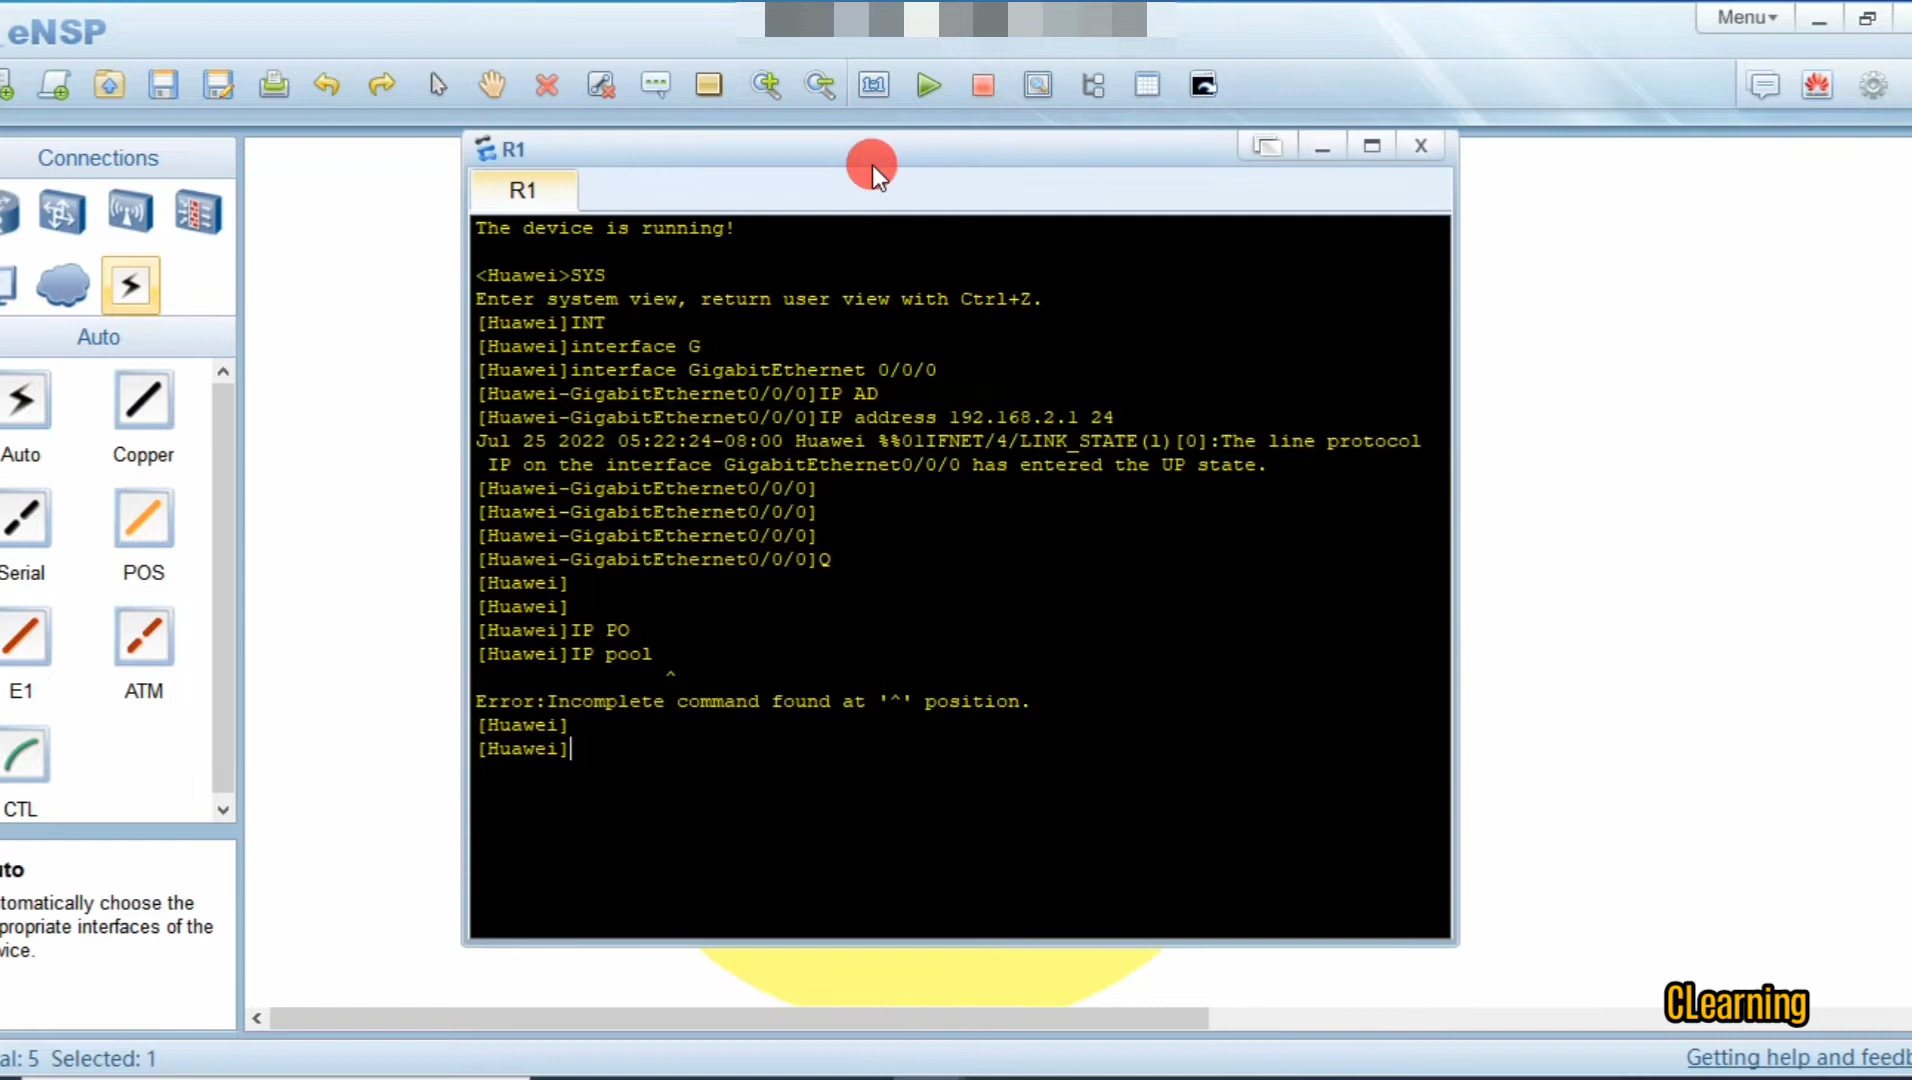 eNSP
Menu
Connections
Auto
Auto
Copper
Serial
POS
E1
ATM
CTL
uto
tomatically choose the
propriate interfaces of the
vice.
R1
R1
The device is running!
<Huawei>SYS
Enter system view, return user view with Ctrl+Z.
[Huawei]INT
[Huawei]interface G
[Huawei]interface GigabitEthernet 0/0/0
[Huawei-GigabitEthernet0/0/0]IP AD
[Huawei-GigabitEthernet0/0/0]IP address 192.168.2.1 24
Jul 25 2022 05:22:24-08:00 Huawei %%01IFNET/4/LINK_STATE(l)[0]:The line protocol
IP on the interface GigabitEthernet0/0/0 has entered the UP state.
[Huawei-GigabitEthernet0/0/0]
[Huawei-GigabitEthernet0/0/0]
[Huawei-GigabitEthernet0/0/0]
[Huawei-GigabitEthernet0/0/0]Q
[Huawei]
[Huawei]
[Huawei]IP PO
[Huawei]IP pool
^
Error:Incomplete command found at '^' position.
[Huawei]
[Huawei]
CLearning
al: 5 Selected: 1
Getting help and feedb